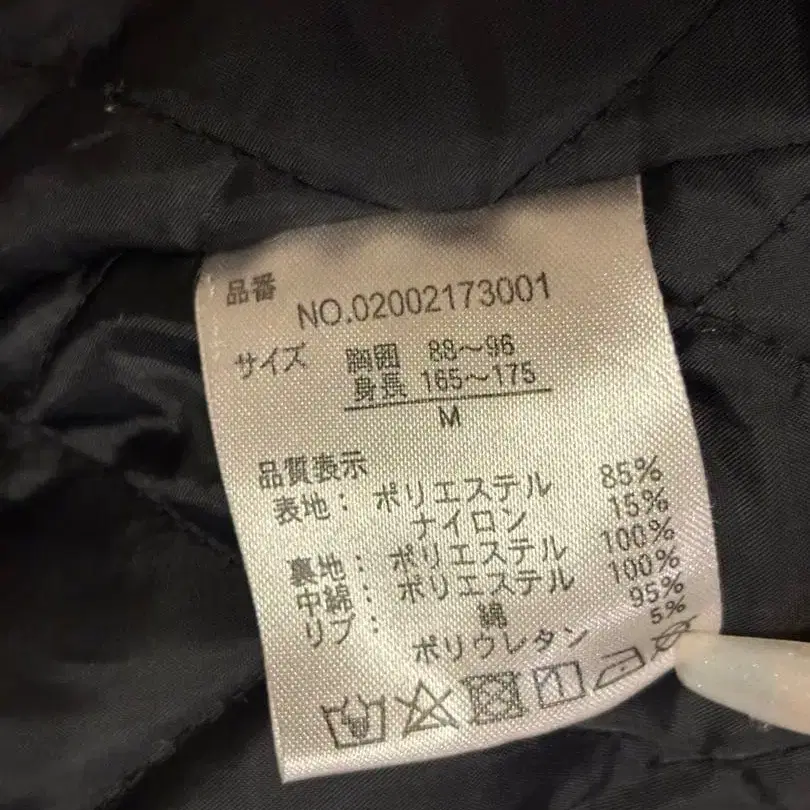 品番 NO.02002173001
サイズ 胸囲 88～96
身長 165～175
M
品質表示
表地: ポリエステル 85%
ナイロン 15%
裏地: ポリエステル 100%
中綿: ポリエステル 100%
リブ: 綿 95%
ポリウレタン 5%